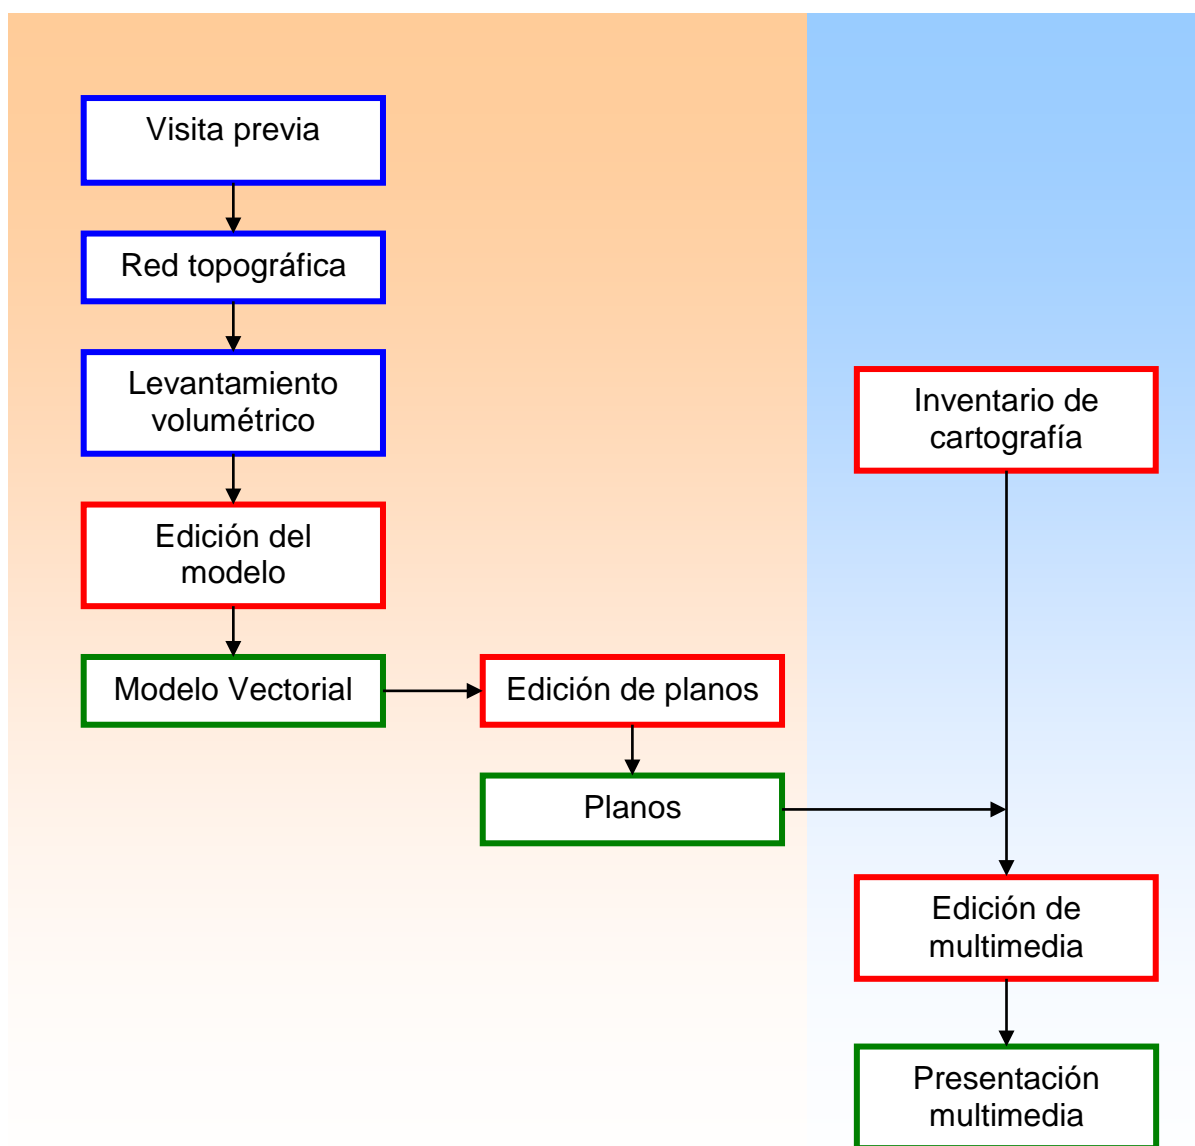 Visita previa
Red topográfica
Levantamiento
volumétrico
Edición del
modelo
Modelo Vectorial
Edición de planos
Planos
Inventario de
cartografía
Edición de
multimedia
Presentación
multimedia